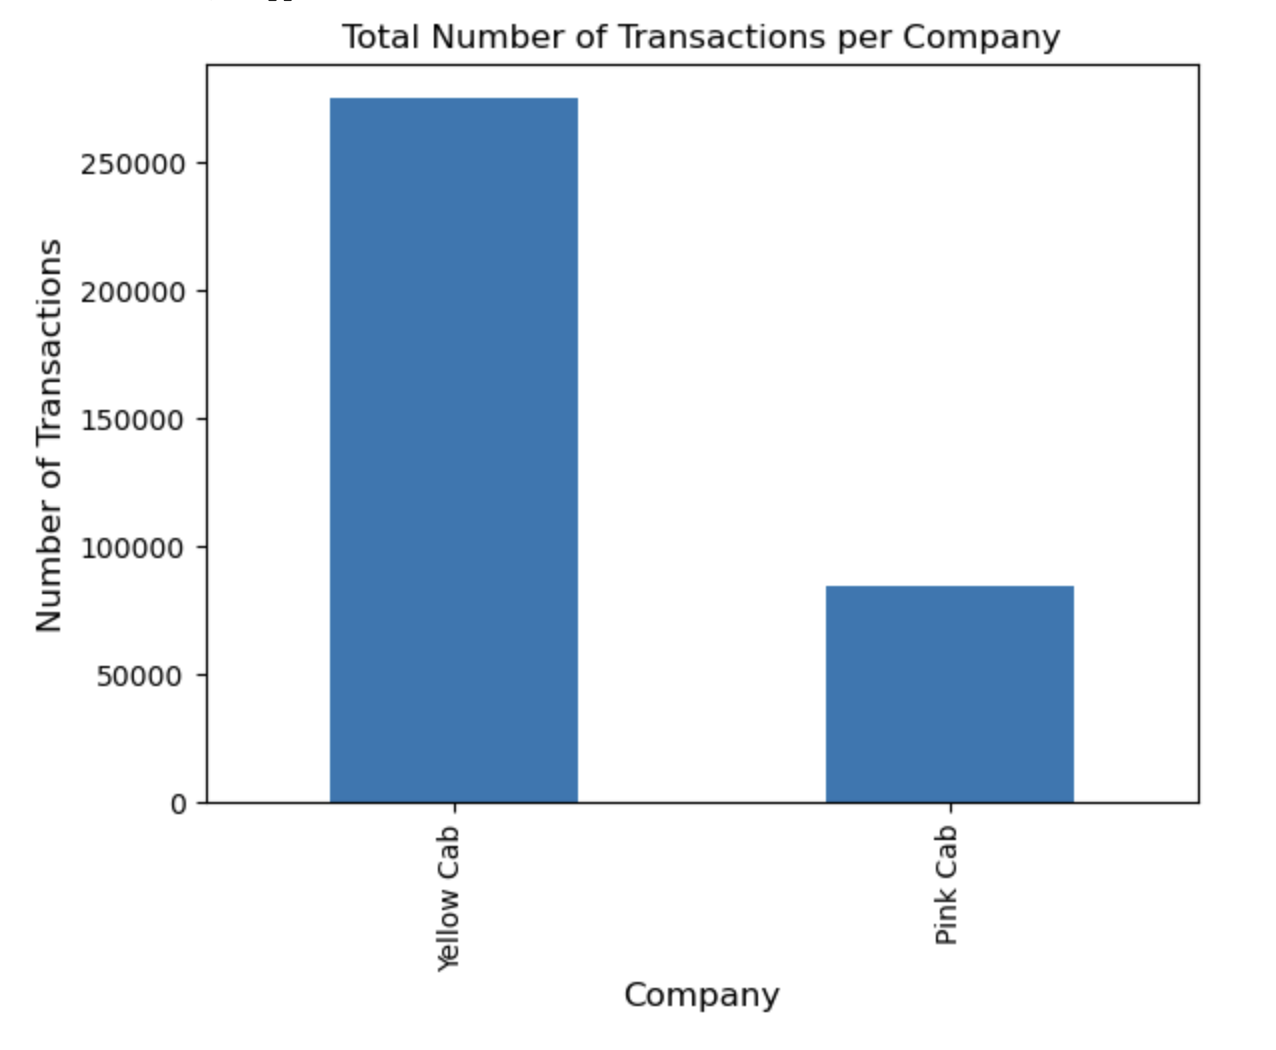 Total Number of Transactions per Company
Number of Transactions
250000
200000
150000
100000
50000
0
Yellow Cab
Pink Cab
Company